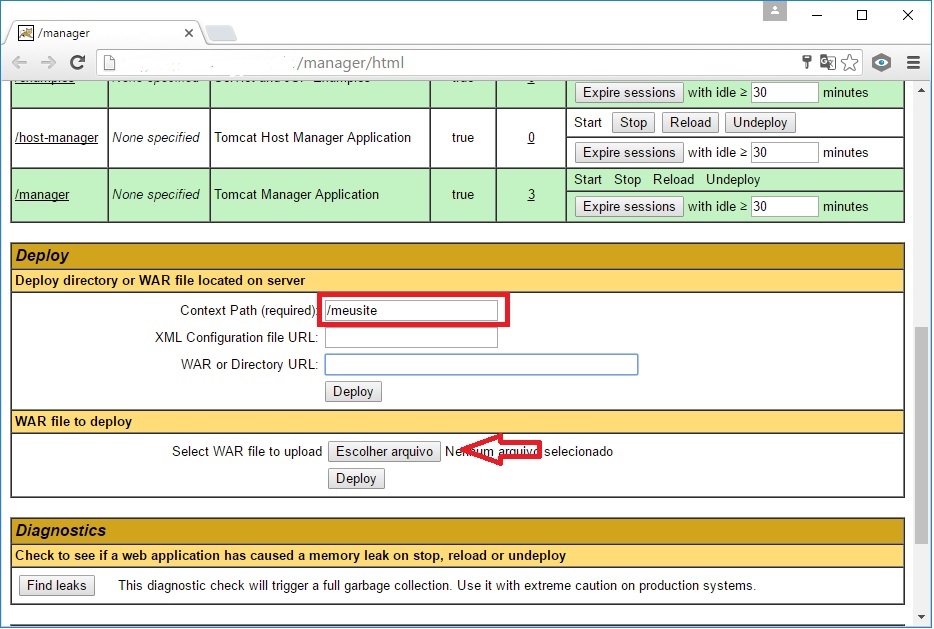 /manager
/manager/html
/examples None specified Servlet and JSP Examples true 0
Expire sessions with idle ≥ 30 minutes
/host-manager None specified Tomcat Host Manager Application true 0
Start Stop Reload Undeploy
Expire sessions with idle ≥ 30 minutes
/manager None specified Tomcat Manager Application true 3
Start Stop Reload Undeploy
Expire sessions with idle ≥ 30 minutes
Deploy
Deploy directory or WAR file located on server
Context Path (required): /meusite
XML Configuration file URL:
WAR or Directory URL:
Deploy
WAR file to deploy
Select WAR file to upload Escolher arquivo Nenhum arquivo selecionado
Deploy
Diagnostics
Check to see if a web application has caused a memory leak on stop, reload or undeploy
Find leaks This diagnostic check will trigger a full garbage collection. Use it with extreme caution on production systems.